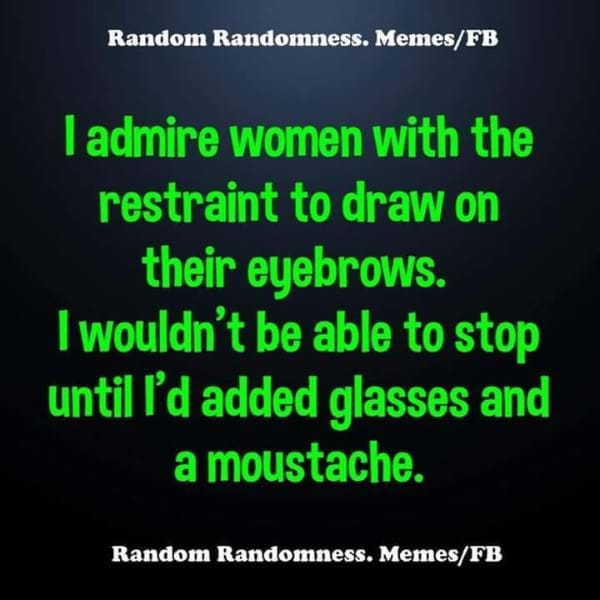 Random Randomness. Memes/FB
I admire women with the
restraint to draw on
their eyebrows.
I wouldn't be able to stop
until I'd added glasses and
a moustache.
Random Randomness. Memes/FB